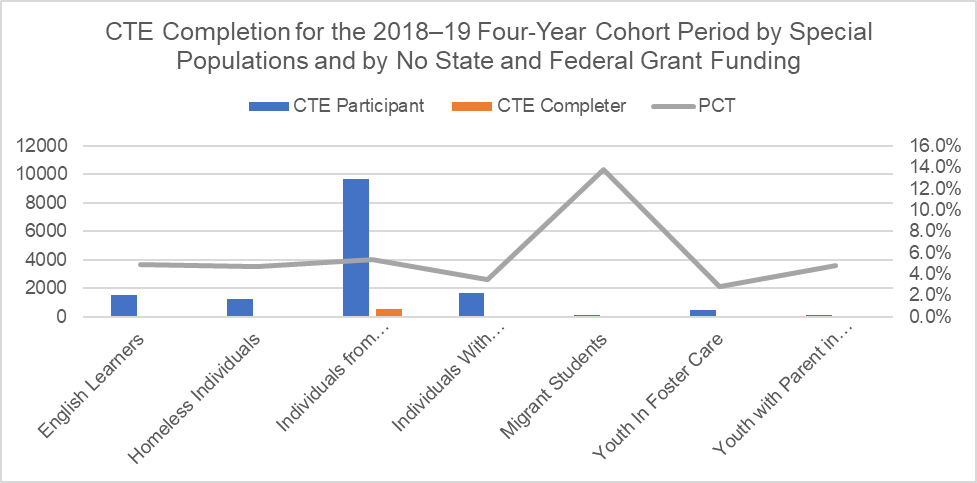 CTE Completion for the 2018–19 Four-Year Cohort Period by Special
Populations and by No State and Federal Grant Funding
CTE Participant CTE Completer PCT
12000
10000
8000
6000
4000
2000
0
16.0%
14.0%
12.0%
10.0%
8.0%
6.0%
4.0%
2.0%
0.0%
English Learners
Homeless Individuals
Individuals from...
Individuals With...
Migrant Students
Youth In Foster Care
Youth with Parent in...